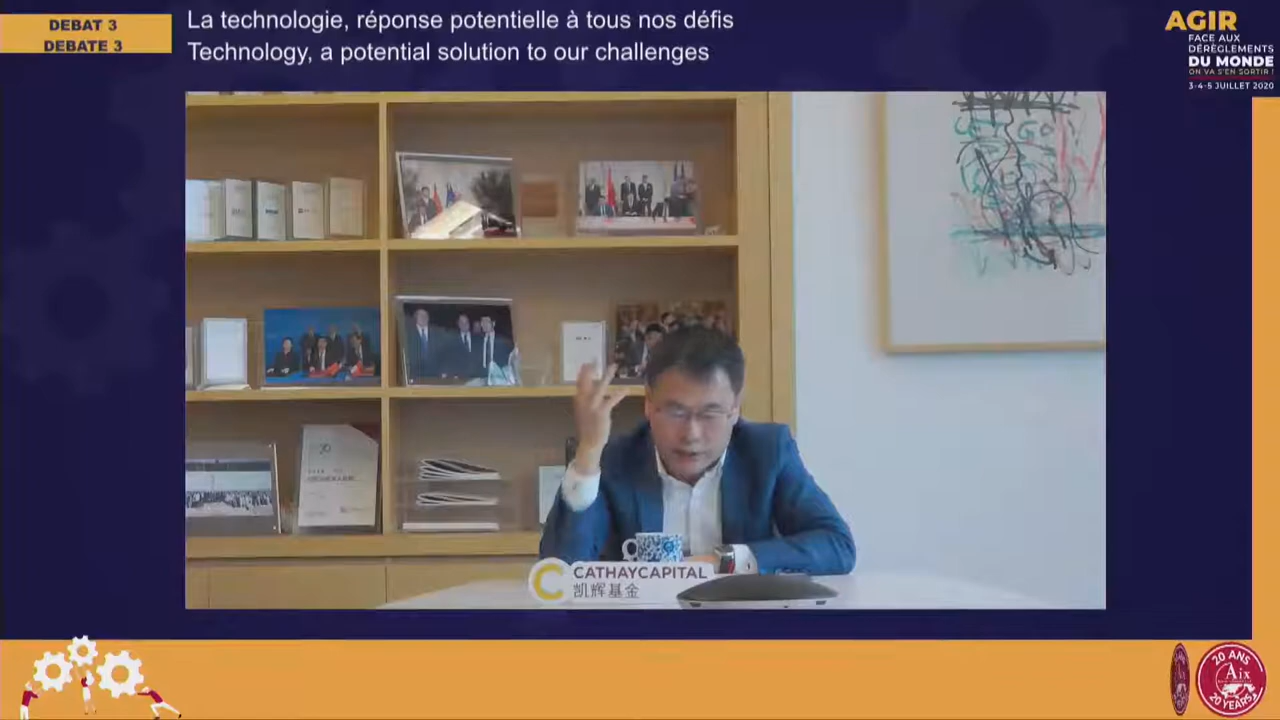 DEBAT 3
DEBATE 3
La technologie, réponse potentielle à tous nos défis
Technology, a potential solution to our challenges
AGIR
FACE AUX
DÉRÈGLEMENTS
DU MONDE
ON VA S'EN SORTIR !
3-4-5 JUILLET 2020
CATHAYCAPITAL
凯辉基金
20 ANS
Aix
20 YEARS